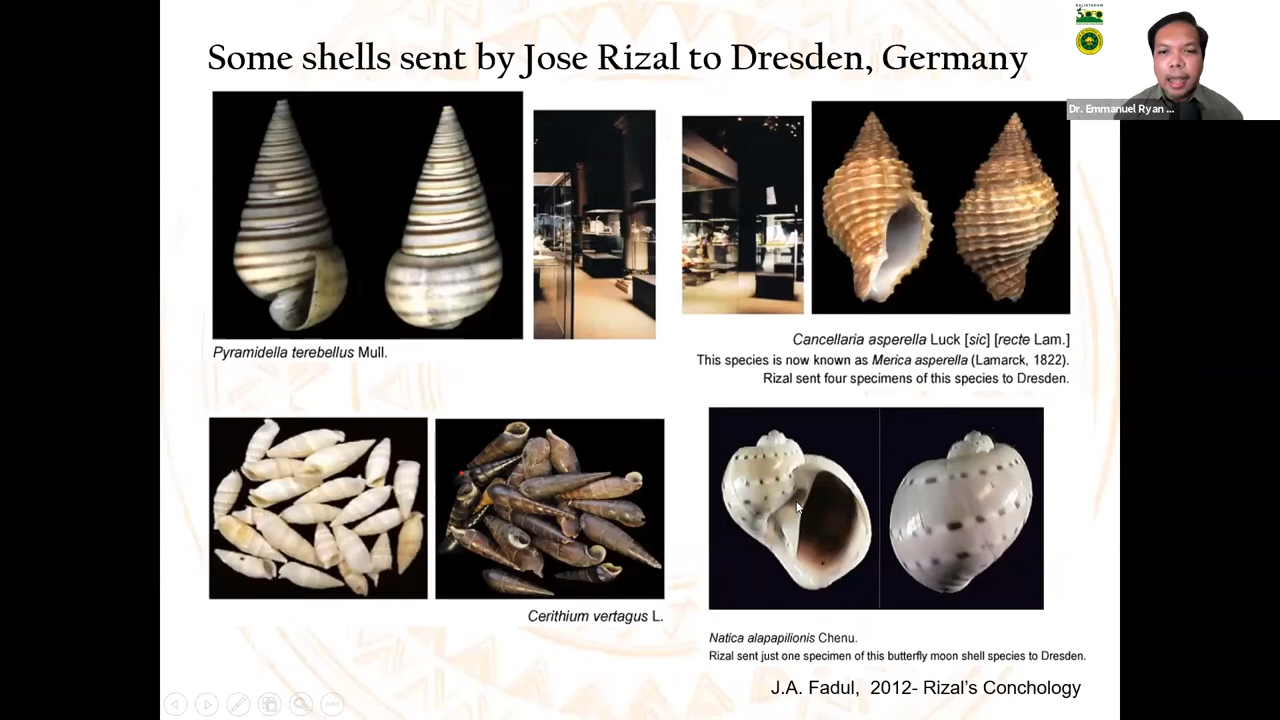 Some shells sent by Jose Rizal to Dresden, Germany
Dr. Emmanuel Ryan ...
Pyramidella terebellus Mull.
Cancellaria asperella Luck [sic] [recte Lam.]
This species is now known as Merica asperella (Lamarck, 1822).
Rizal sent four specimens of this species to Dresden.
Cerithium vertagus L.
Natica alapapilionis Chenu.
Rizal sent just one specimen of this butterfly moon shell species to Dresden.
J.A. Fadul,  2012- Rizal’s Conchology